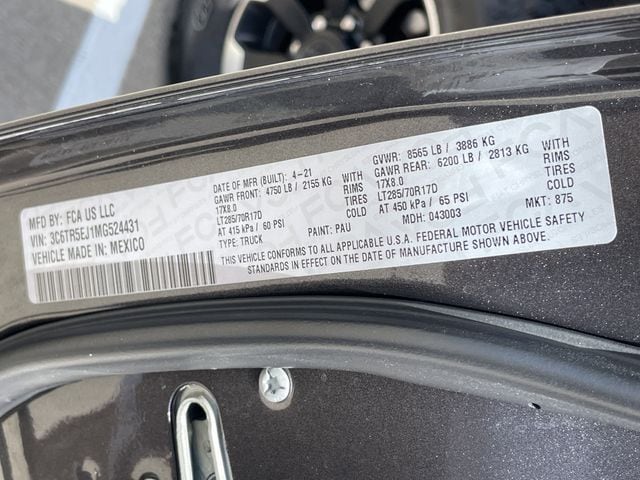 MFD BY: FCA US LLC
VIN: 3C6TR5EJ1MG524431
VEHICLE MADE IN: MEXICO
DATE OF MFR (BUILT): 4-21
GAWR FRONT: 4750 LB / 2155 KG WITH
17X8.0 RIMS
LT285/70R17D TIRES
AT 415 kPa / 60 PSI COLD
TYPE: TRUCK PAINT: PAU
GVWR: 8565 LB / 3886 KG
GAWR REAR: 6200 LB / 2813 KG WITH
17X8.0 RIMS
LT285/70R17D TIRES
AT 450 kPa / 65 PSI COLD
MDH: 043003 MKT: 875
THIS VEHICLE CONFORMS TO ALL APPLICABLE U.S.A. FEDERAL MOTOR VEHICLE SAFETY
STANDARDS IN EFFECT ON THE DATE OF MANUFACTURE SHOWN ABOVE.